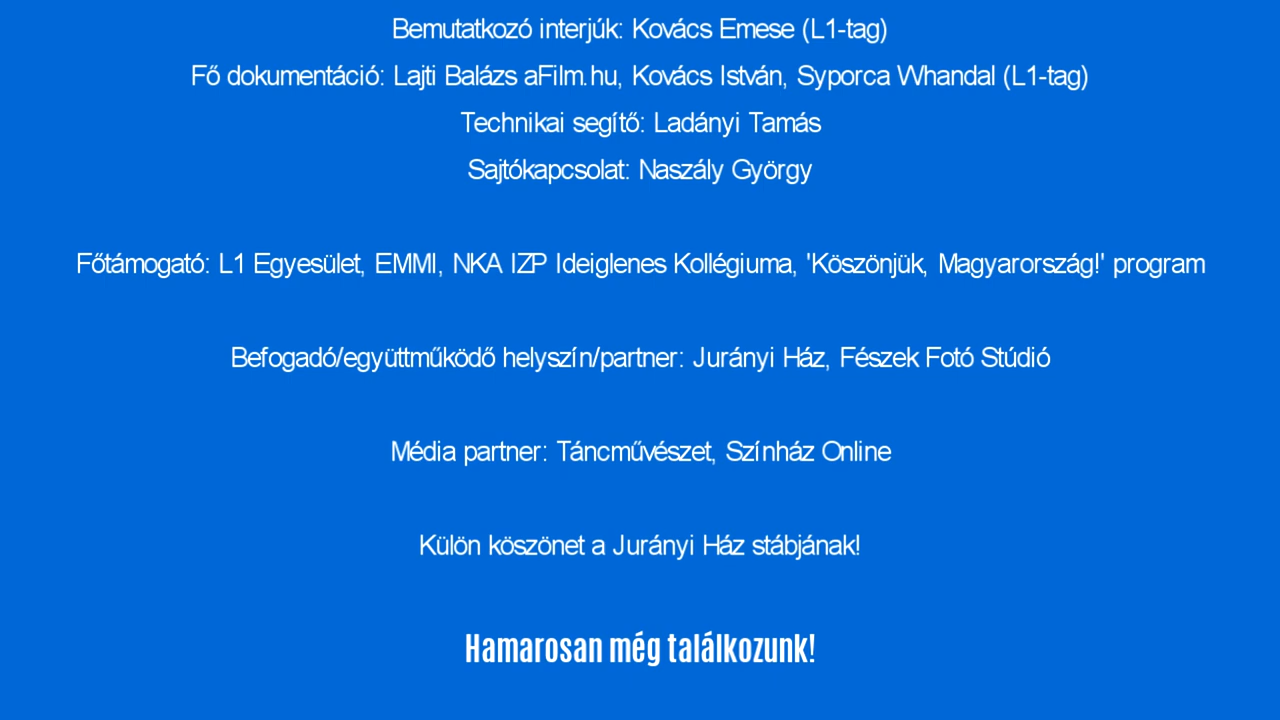 Bemutatkozó interjúk: Kovács Emese (L1-tag)
Fő dokumentáció: Lajti Balázs aFilm.hu, Kovács István, Syporca Whandal (L1-tag)
Technikai segítő: Ladányi Tamás
Sajtókapcsolat: Naszály György
Főtámogató: L1 Egyesület, EMMI, NKA IZP Ideiglenes Kollégiuma, 'Köszönjük, Magyarország!' program
Befogadó/együttműködő helyszín/partner: Jurányi Ház, Fészek Fotó Stúdió
Média partner: Táncművészet, Színház Online
Külön köszönet a Jurányi Ház stábjának!
Hamarosan még találkozunk!